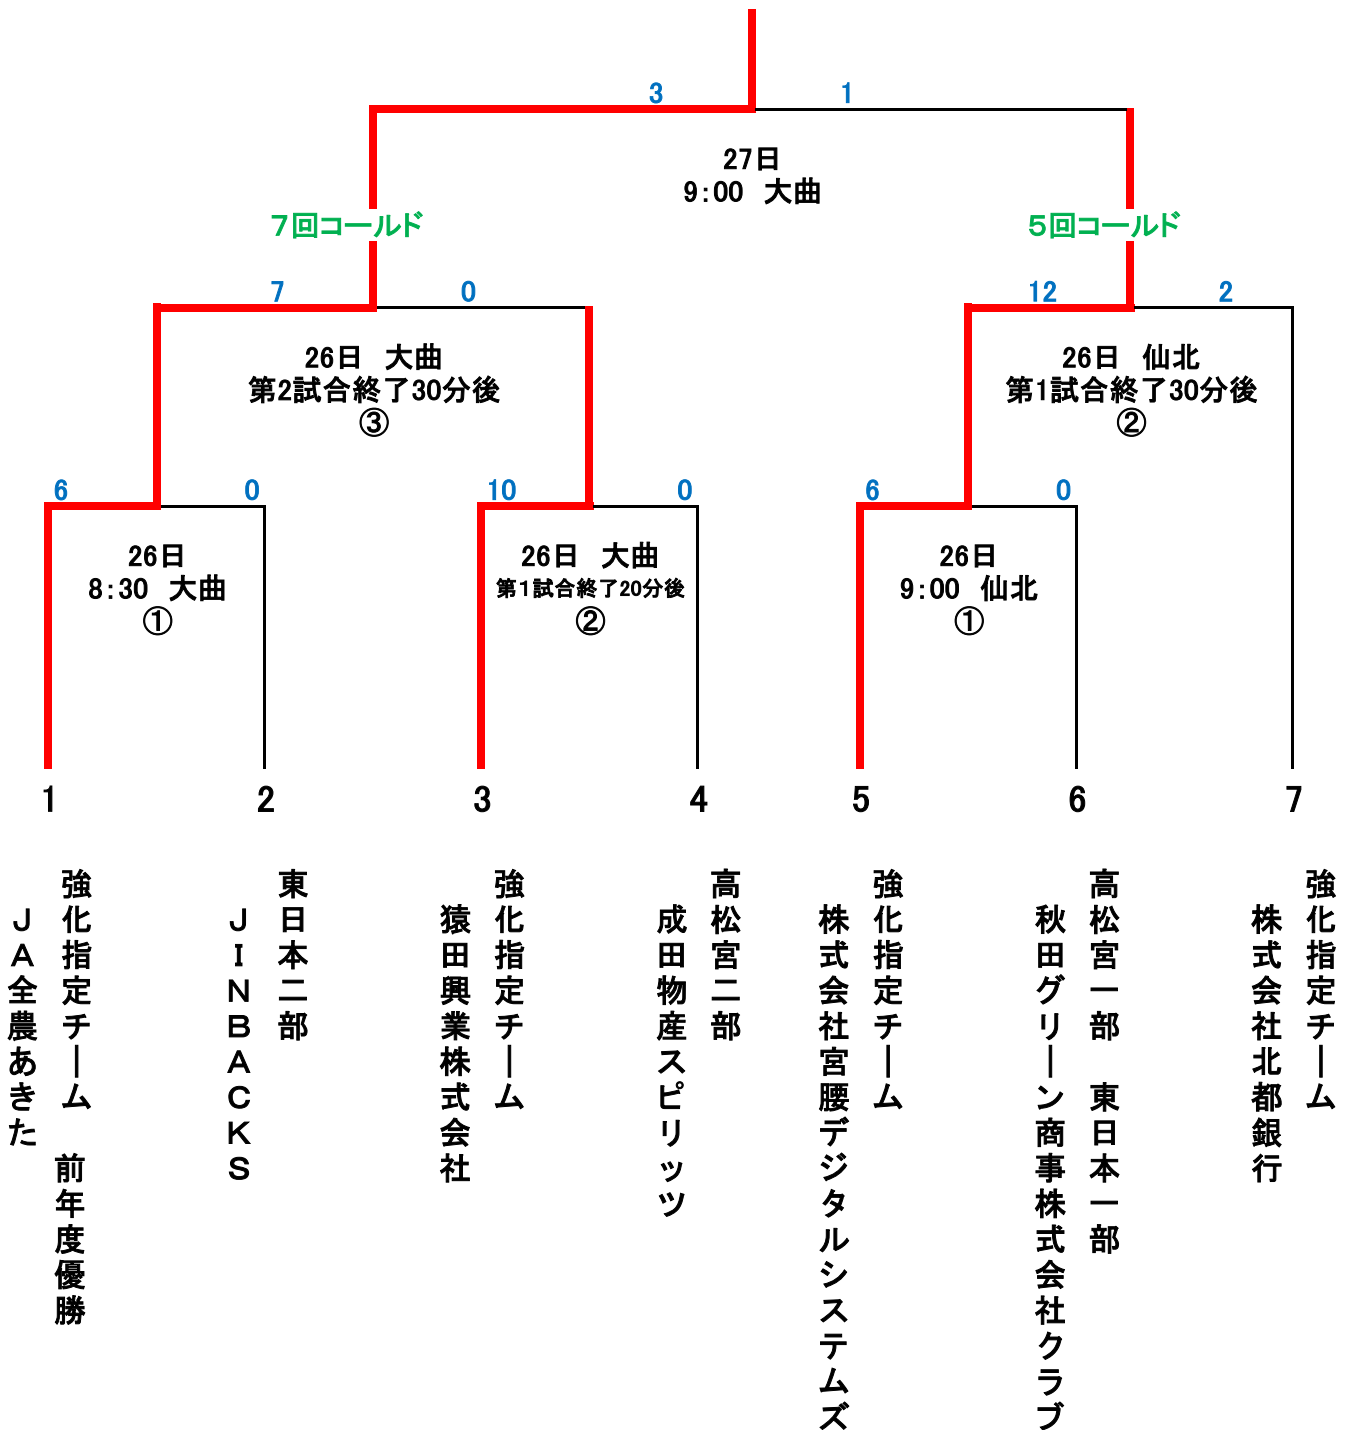 3 1
27日
9：00　大曲
７回コールド
５回コールド
7 0
12 2
26日　大曲
第2試合終了30分後
③
26日　仙北
第1試合終了30分後
②
6 0
10 0
6 0
26日
8：30　大曲
①
26日　大曲
第１試合終了20分後
②
26日
9：00　仙北
①
1 2 3 4 5 6 7
強化指定チーム　前年度優勝
ＪＡ全農あきた
東日本二部
ＪＩＮＢＡＣＫＳ
強化指定チーム
猿田興業株式会社
高松宮二部
成田物産スピリッツ
強化指定チーム
株式会社宮腰デジタルシステムズ
高松宮一部　東日本一部
秋田グリーン商事株式会社クラブ
強化指定チーム
株式会社北都銀行